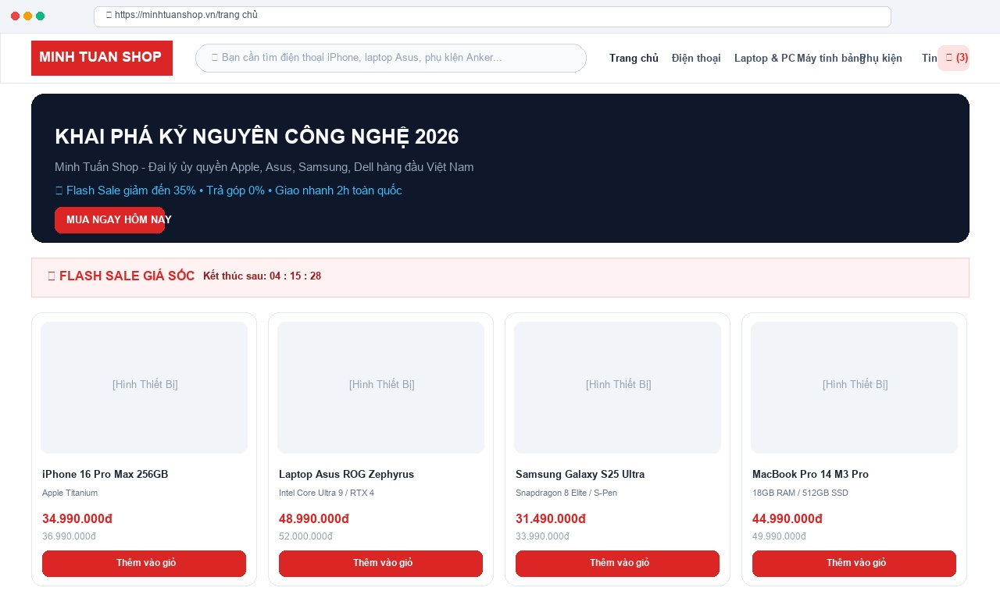 https://minhtuanshop.vn/trang chủ
MINH TUAN SHOP
Bạn cần tìm điện thoại iPhone, laptop Asus, phụ kiện Anker...
Trang chủ Điện thoại Laptop & PC Máy tính bảng Phụ kiện Tin (3)
KHAI PHÁ KỶ NGUYÊN CÔNG NGHỆ 2026
Minh Tuấn Shop - Đại lý ủy quyền Apple, Asus, Samsung, Dell hàng đầu Việt Nam
Flash Sale giảm đến 35% • Trả góp 0% • Giao nhanh 2h toàn quốc
MUA NGAY HÔM NAY
FLASH SALE GIÁ SỐC Kết thúc sau: 04 : 15 : 28
[Hình Thiết Bị]
iPhone 16 Pro Max 256GB
Apple Titanium
34.990.000đ
36.990.000đ
Thêm vào giỏ
[Hình Thiết Bị]
Laptop Asus ROG Zephyrus
Intel Core Ultra 9 / RTX 4
48.990.000đ
52.000.000đ
Thêm vào giỏ
[Hình Thiết Bị]
Samsung Galaxy S25 Ultra
Snapdragon 8 Elite / S-Pen
31.490.000đ
33.990.000đ
Thêm vào giỏ
[Hình Thiết Bị]
MacBook Pro 14 M3 Pro
18GB RAM / 512GB SSD
44.990.000đ
49.990.000đ
Thêm vào giỏ